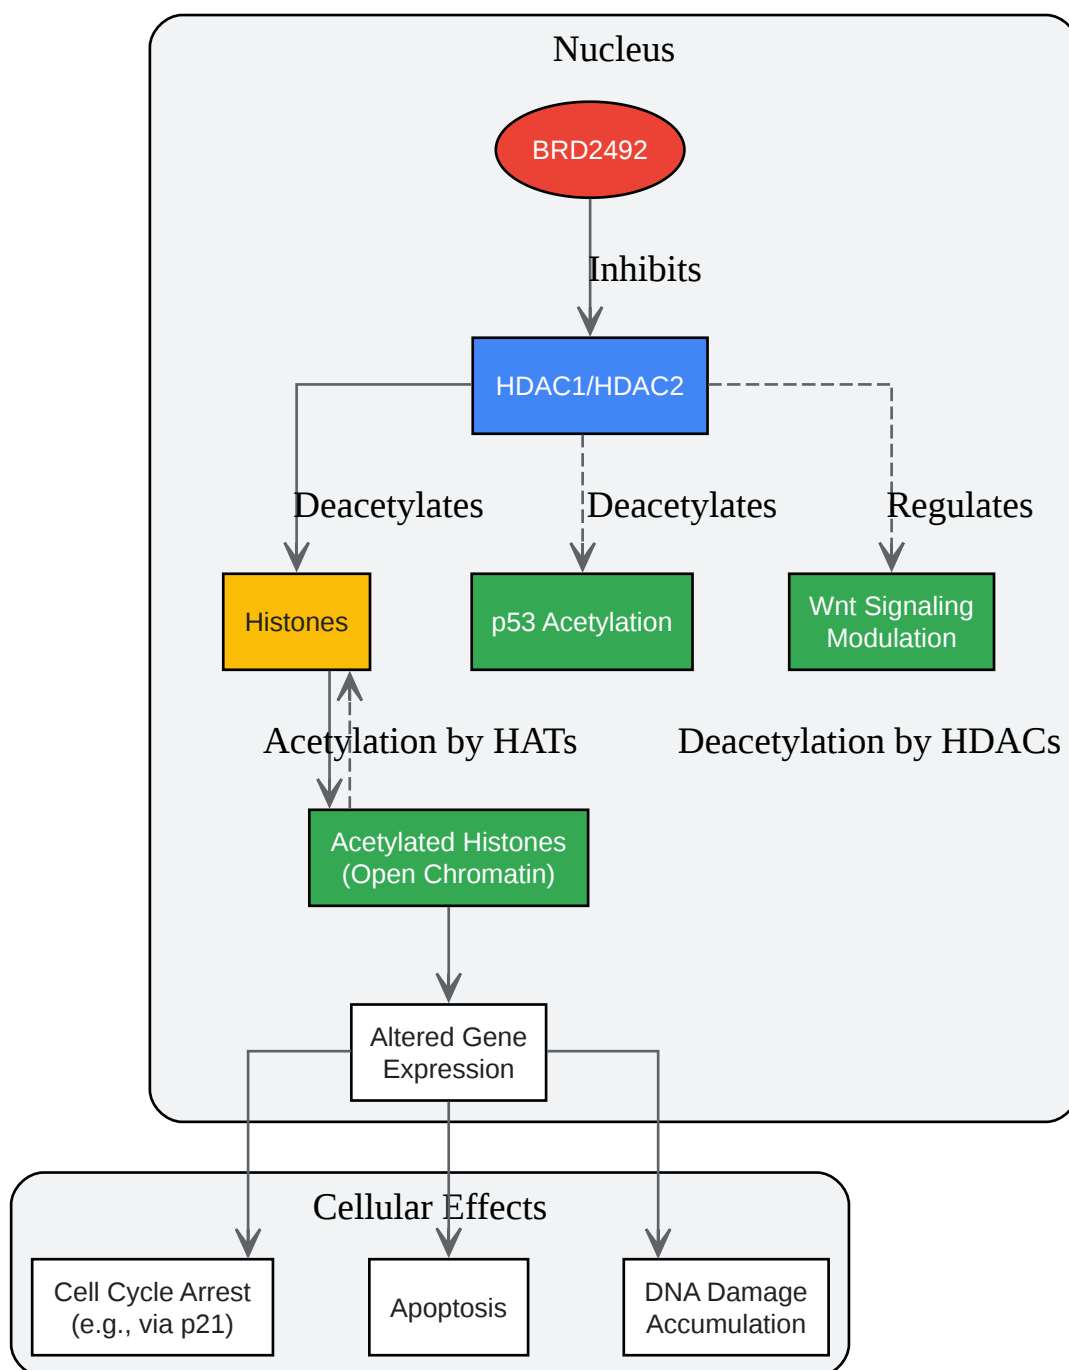 Nucleus
BRD2492
Inhibits
HDAC1/HDAC2
Deacetylates
Deacetylates
Regulates
Histones
p53 Acetylation
Wnt Signaling
Modulation
Acetylation by HATs
Deacetylation by HDACs
Acetylated Histones
(Open Chromatin)
Altered Gene
Expression
Cellular Effects
Cell Cycle Arrest
(e.g., via p21)
Apoptosis
DNA Damage
Accumulation